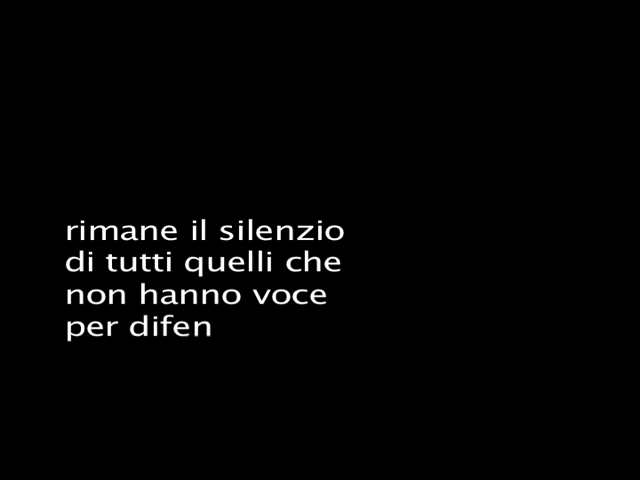 rimane il silenzio
di tutti quelli che
non hanno voce
per difen